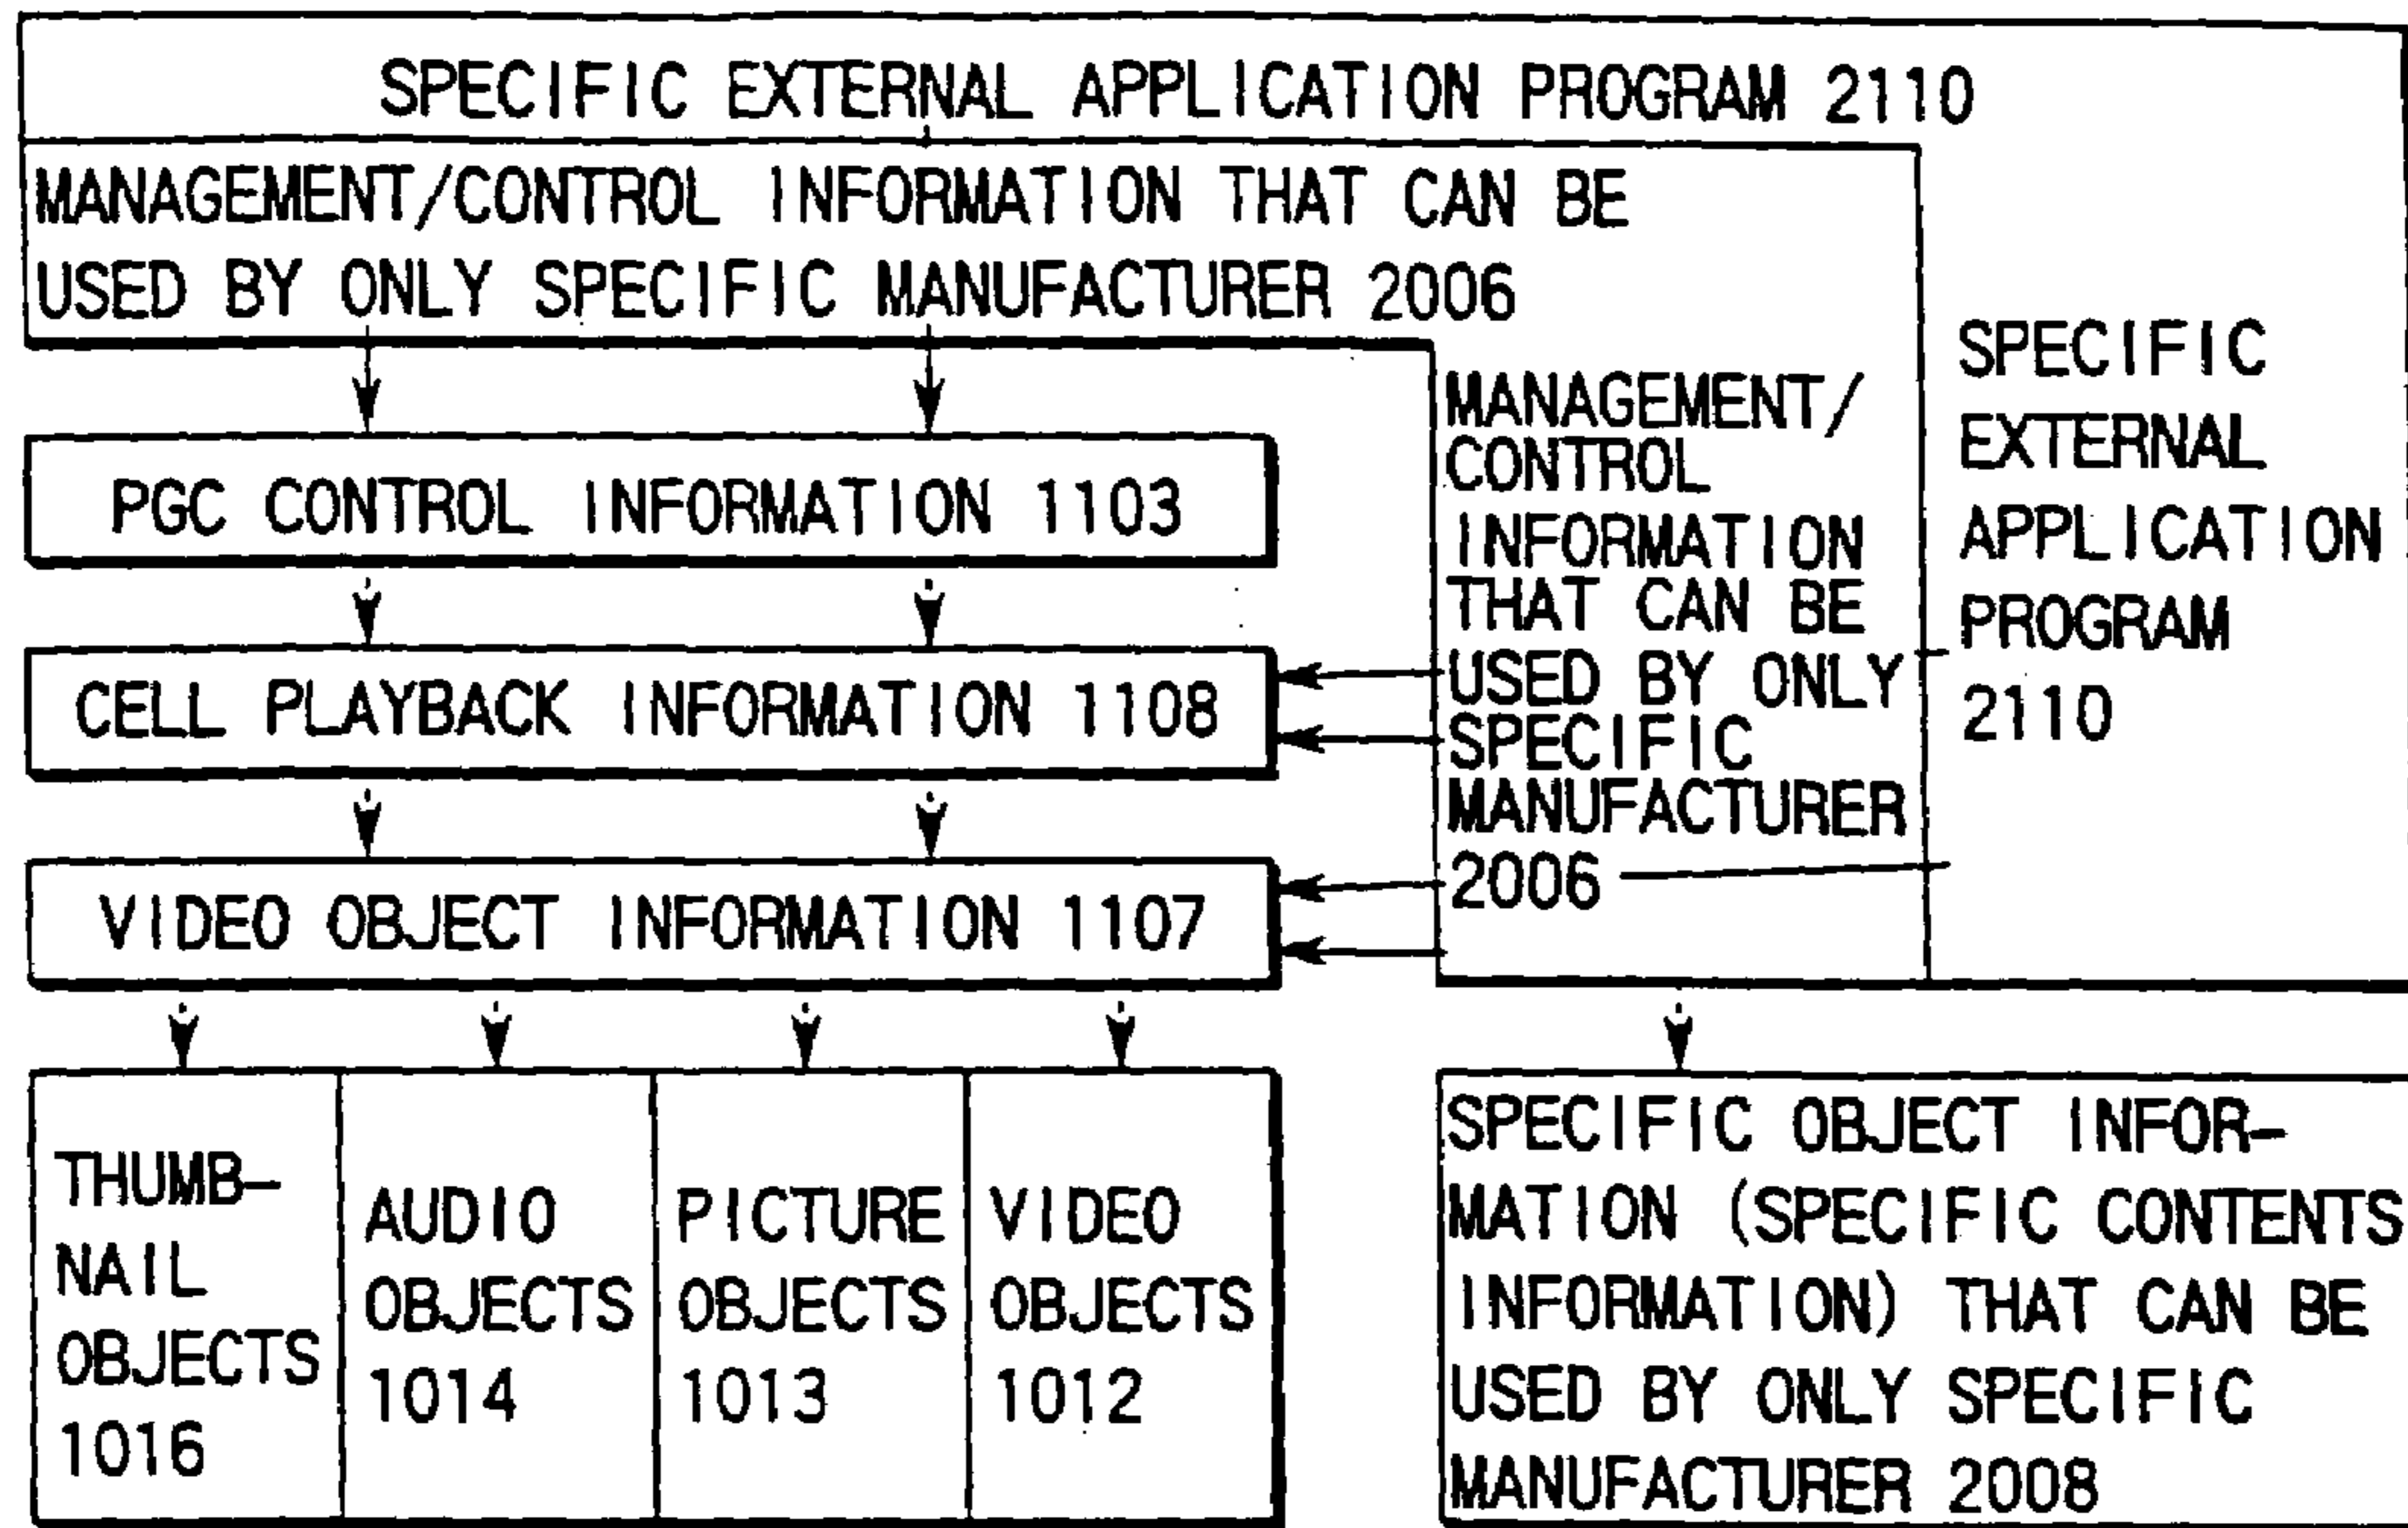 SPECIFIC EXTERNAL APPLICATION PROGRAM 2110
MANAGEMENT/CONTROL INFORMATION THAT CAN BE
USED BY ONLY SPECIFIC MANUFACTURER 2006
PGC CONTROL INFORMATION 1103
CELL PLAYBACK INFORMATION 1108
VIDEO OBJECT INFORMATION 1107
MANAGEMENT/
CONTROL
INFORMATION
THAT CAN BE
USED BY ONLY
SPECIFIC
MANUFACTURER
2006
SPECIFIC
EXTERNAL
APPLICATION
PROGRAM
2110
THUMB-
NAIL
OBJECTS
1016
AUDIO
OBJECTS
1014
PICTURE
OBJECTS
1013
VIDEO
OBJECTS
1012
SPECIFIC OBJECT INFOR-
MATION (SPECIFIC CONTENTS
INFORMATION) THAT CAN BE
USED BY ONLY SPECIFIC
MANUFACTURER 2008